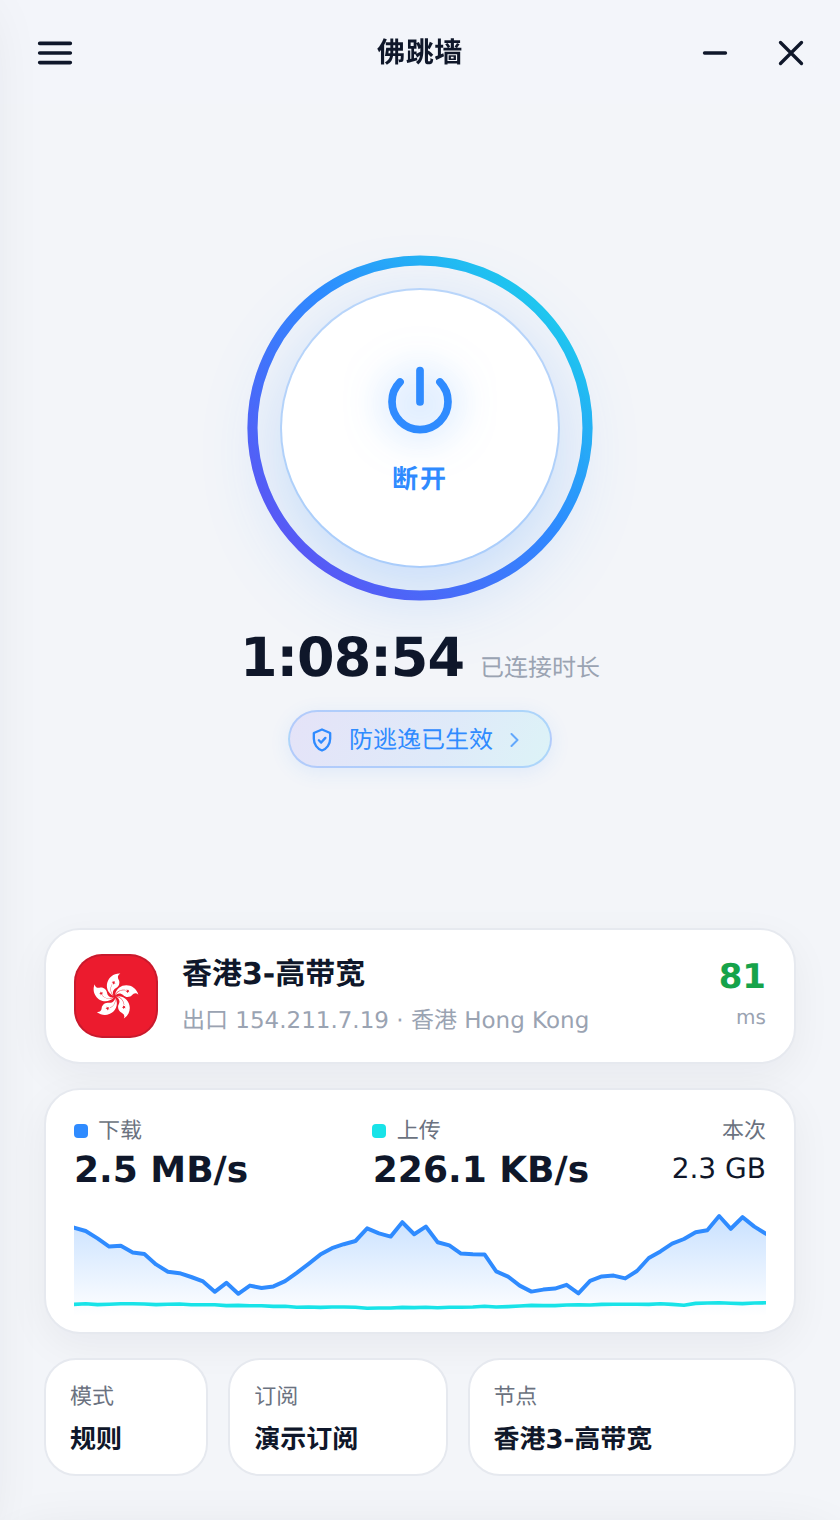 佛跳墙
断开
1:08:54 已连接时长
防逃逸已生效
香港3-高带宽
出口 154.211.7.19 · 香港 Hong Kong
81
ms
下载
2.5 MB/s
上传
226.1 KB/s
本次
2.3 GB
模式
规则
订阅
演示订阅
节点
香港3-高带宽